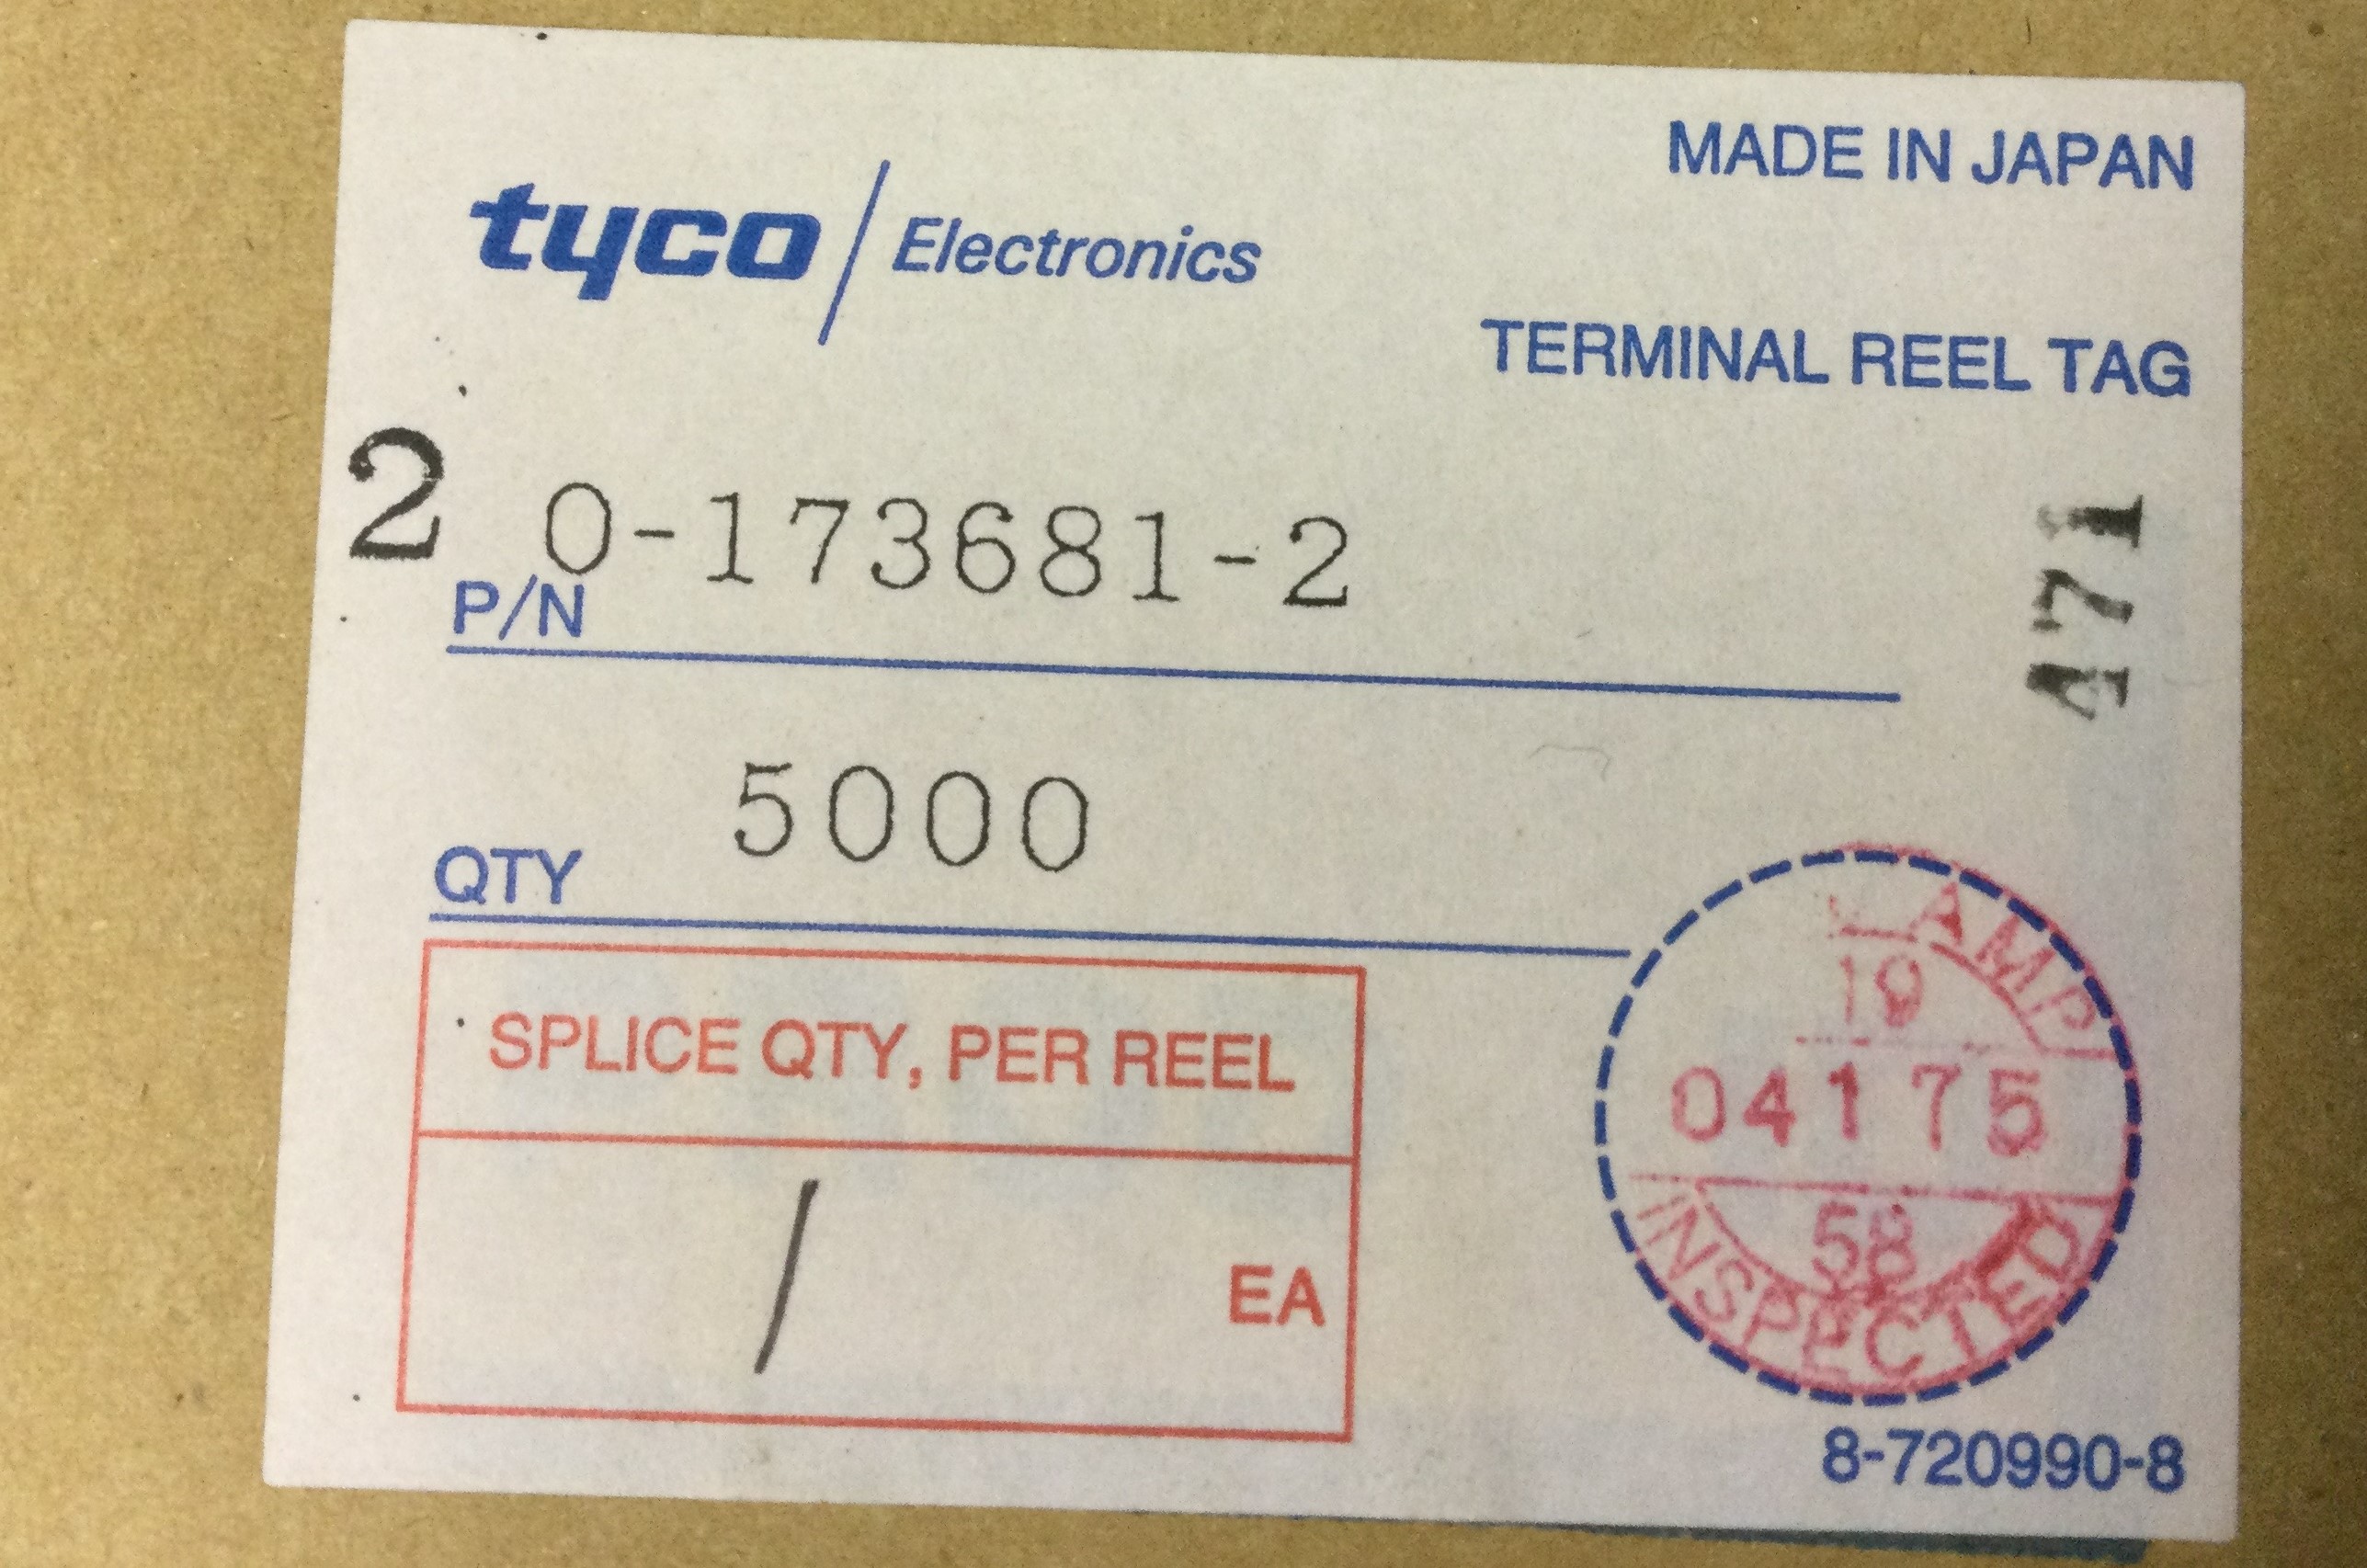 MADE IN JAPAN
tyco / Electronics
TERMINAL REEL TAG
2 0-173681-2
P/N
5000
QTY
SPLICE QTY, PER REEL
/ EA
AMP
19
04175
58
INSPECTED
8-720990-8